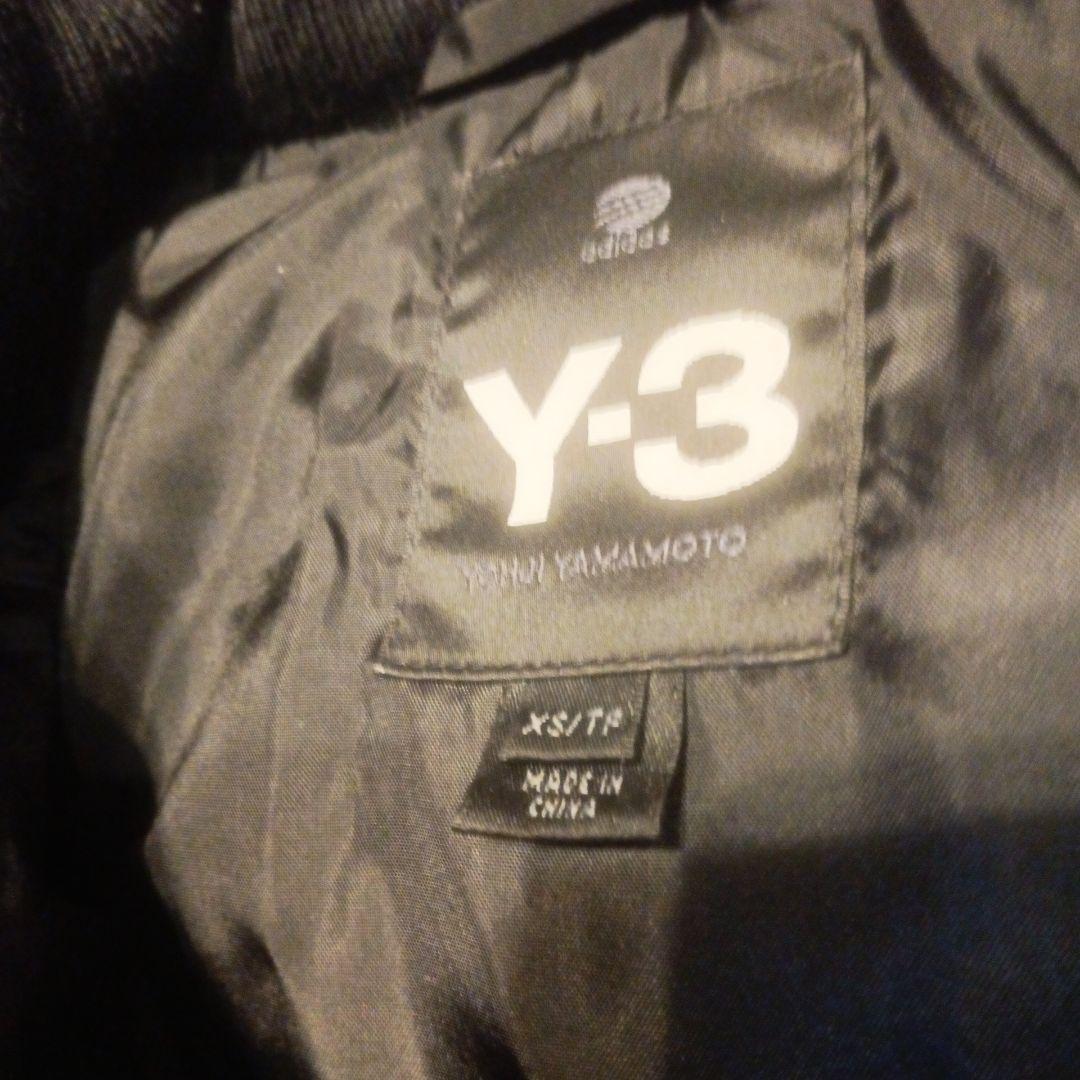 adidas
Y-3
YOHJI YAMAMOTO
XS/TP
MADE IN
CHINA